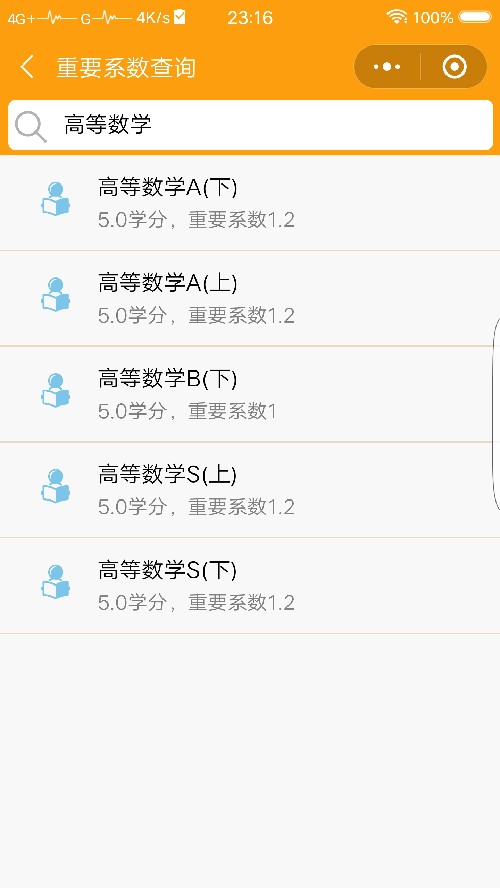 4G+ G 4K/s 23:16 100%
重要系数查询
高等数学
高等数学A(下)
5.0学分，重要系数1.2
高等数学A(上)
5.0学分，重要系数1.2
高等数学B(下)
5.0学分，重要系数1
高等数学S(上)
5.0学分，重要系数1.2
高等数学S(下)
5.0学分，重要系数1.2